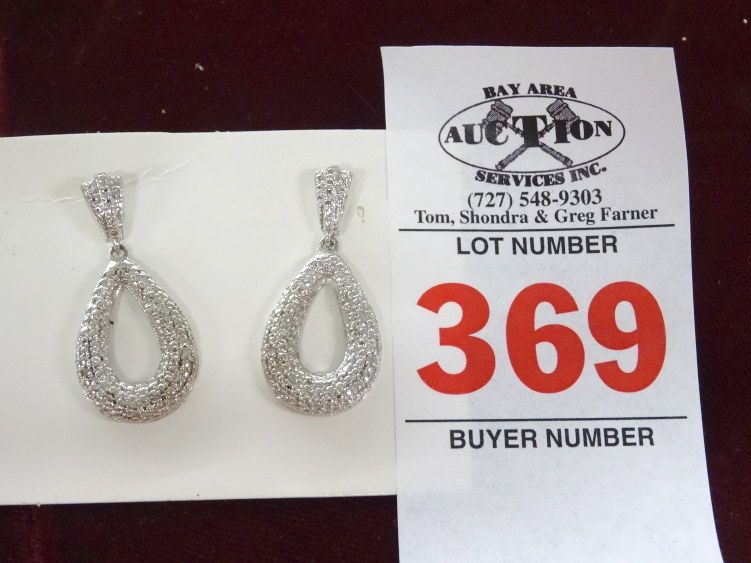 BAY AREA
AUCTION
SERVICES INC.
(727) 548-9303
Tom, Shondra & Greg Farner
LOT NUMBER
369
BUYER NUMBER